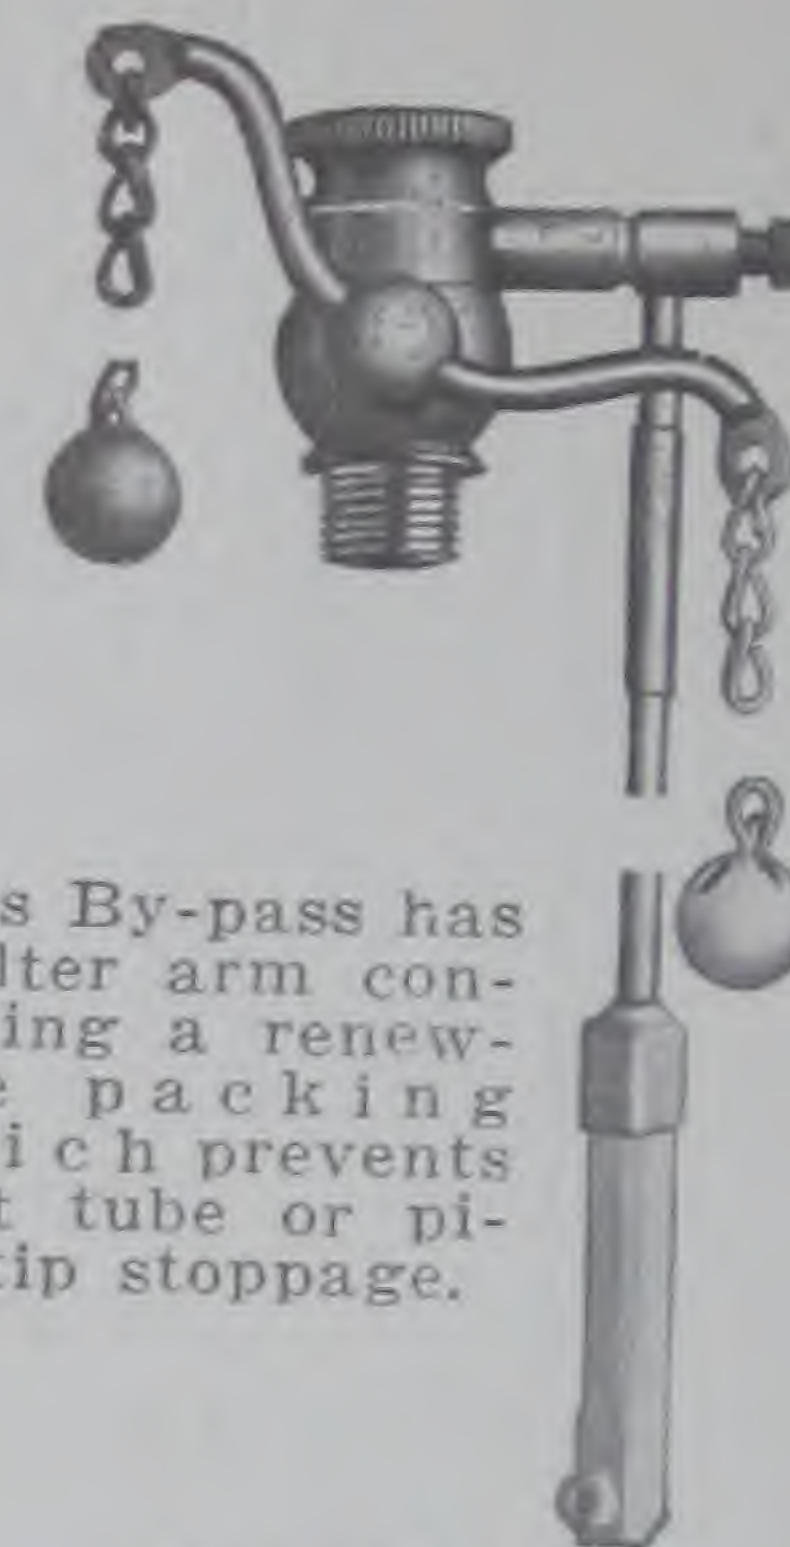 s By-pass has
lter arm con-
ing a renew-
e packing
ich prevents
t tube or pi-
tip stoppage.